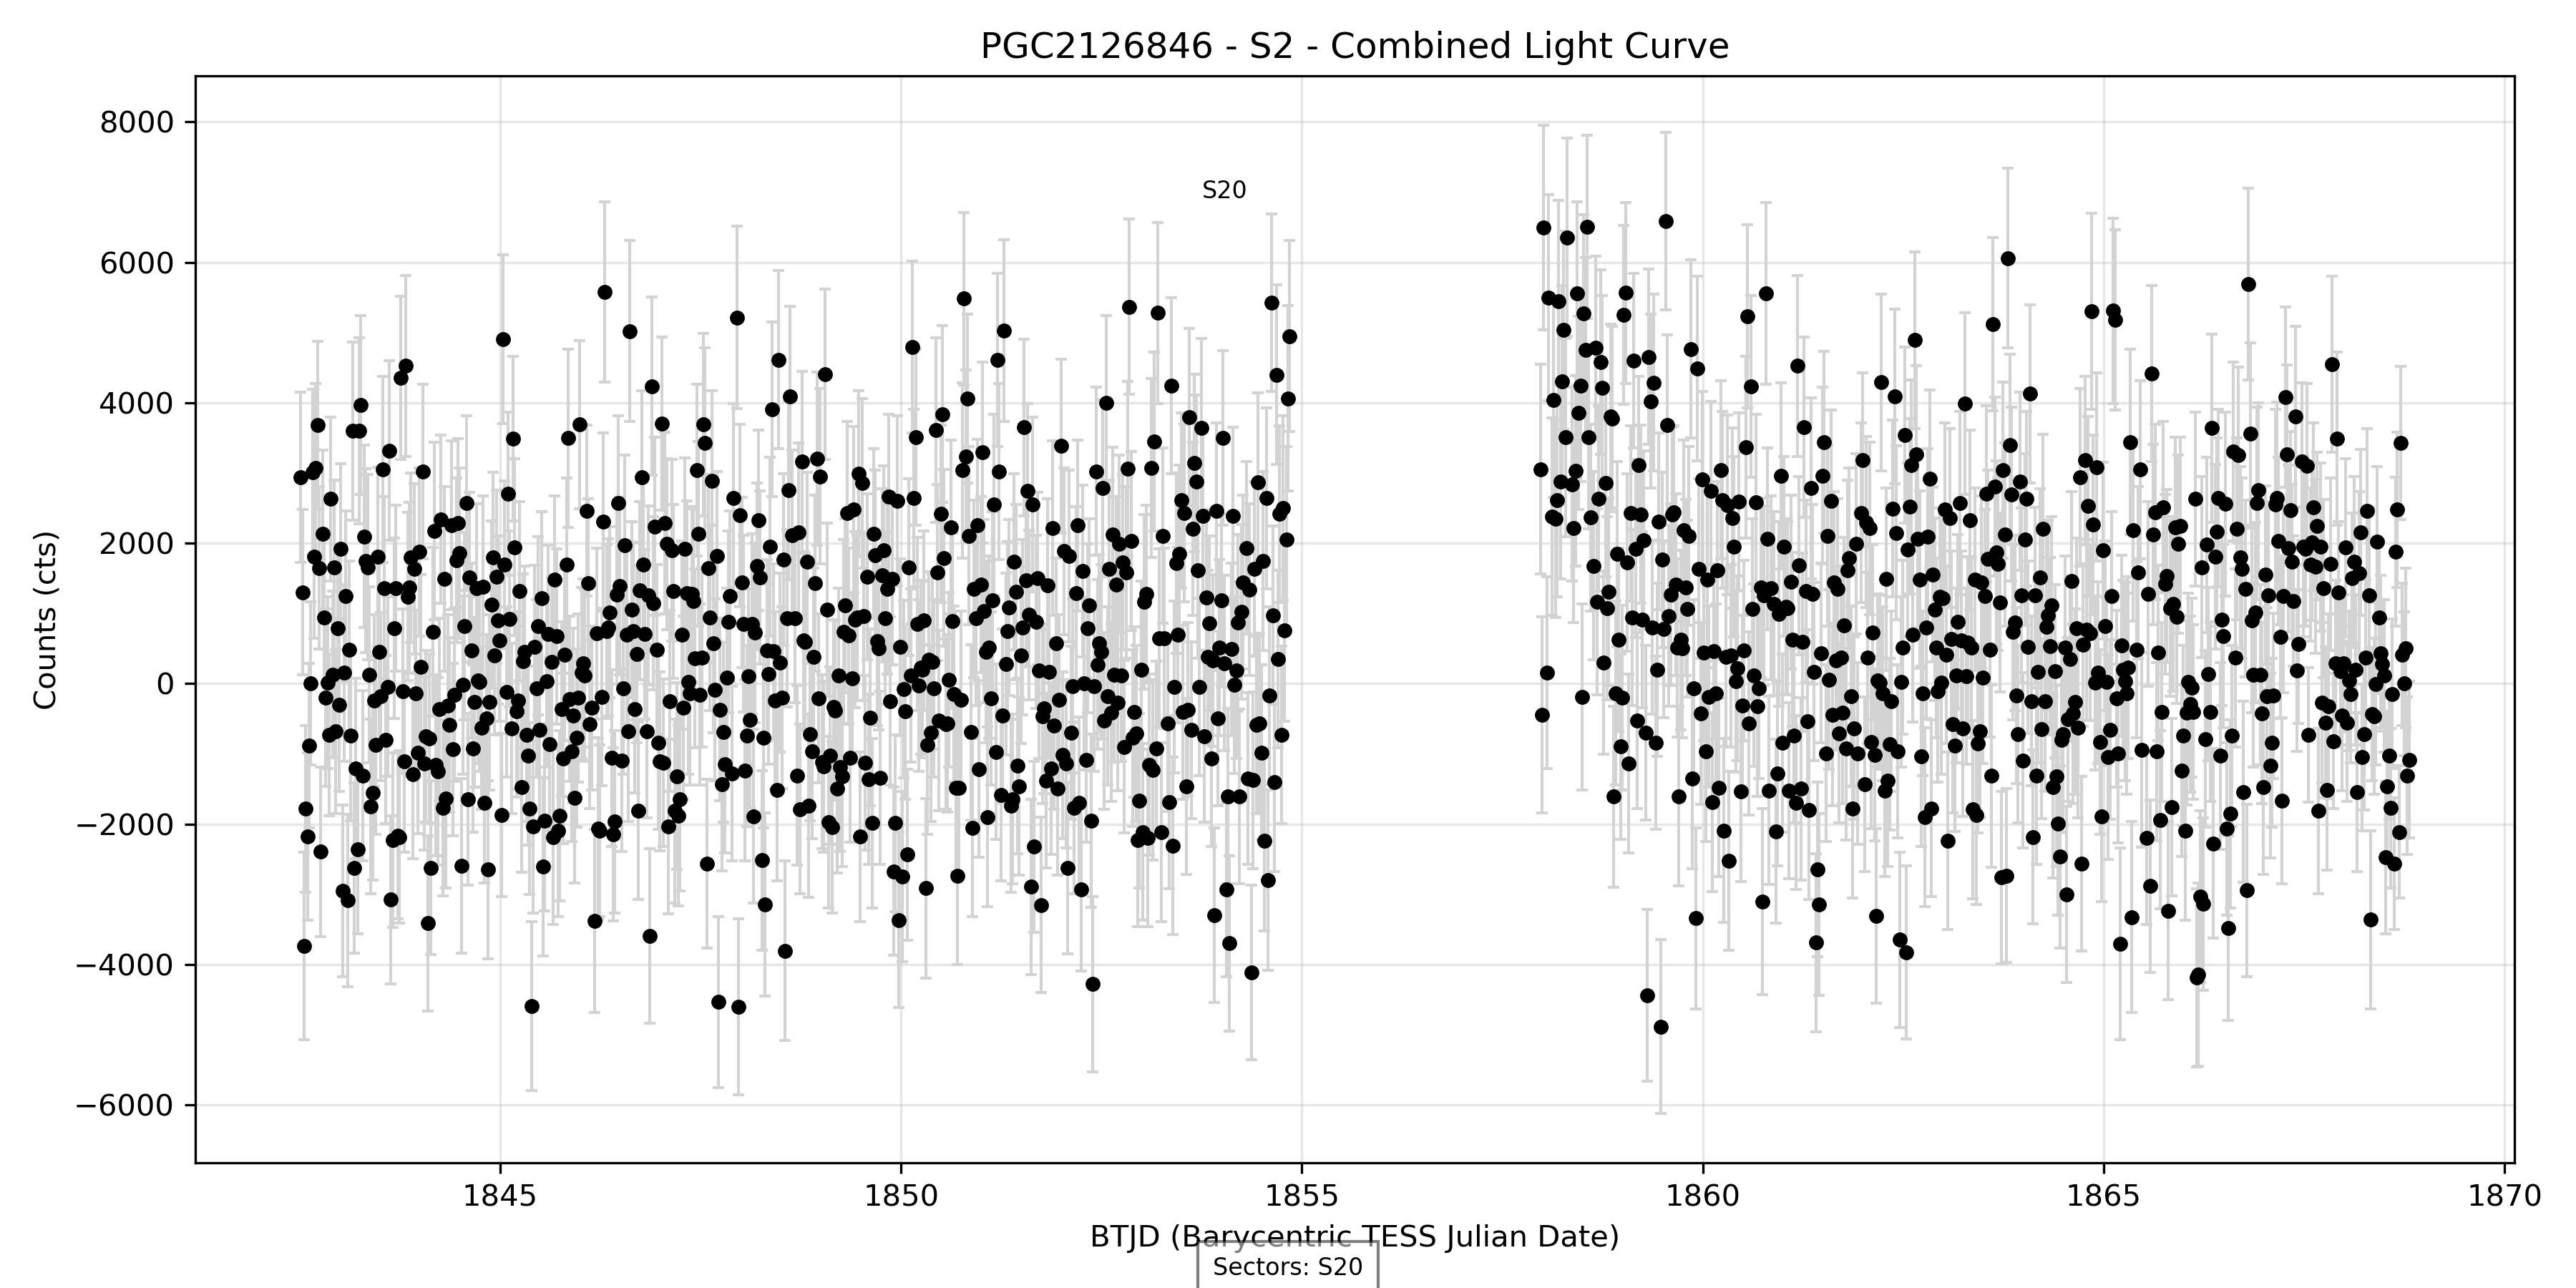 PGC2126846 - S2 - Combined Light Curve
8000
6000
4000
2000
0
−2000
−4000
−6000
Counts (cts)
S20
1845
1850
1855
1860
1865
1870
BTJD (Barycentric TESS Julian Date)
Sectors: S20